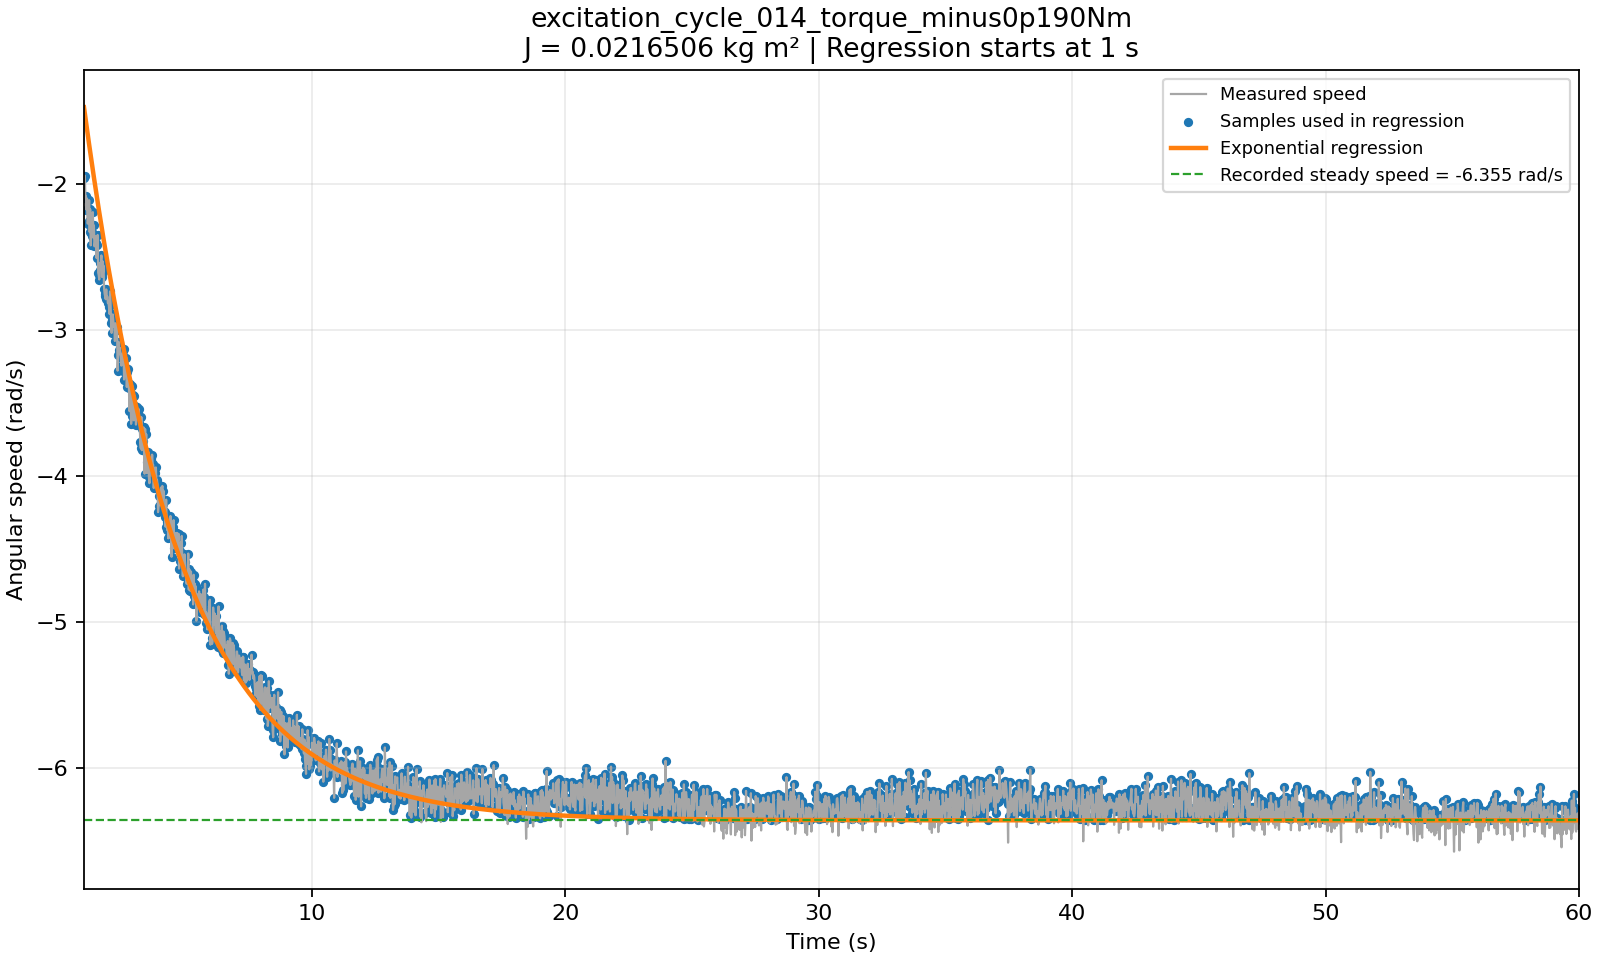 excitation_cycle_014_torque_minus0p190Nm
J = 0.0216506 kg m² | Regression starts at 1 s
Measured speed
Samples used in regression
Exponential regression
Recorded steady speed = -6.355 rad/s
Angular speed (rad/s)
−2
−3
−4
−5
−6
10
20
30
40
50
60
Time (s)